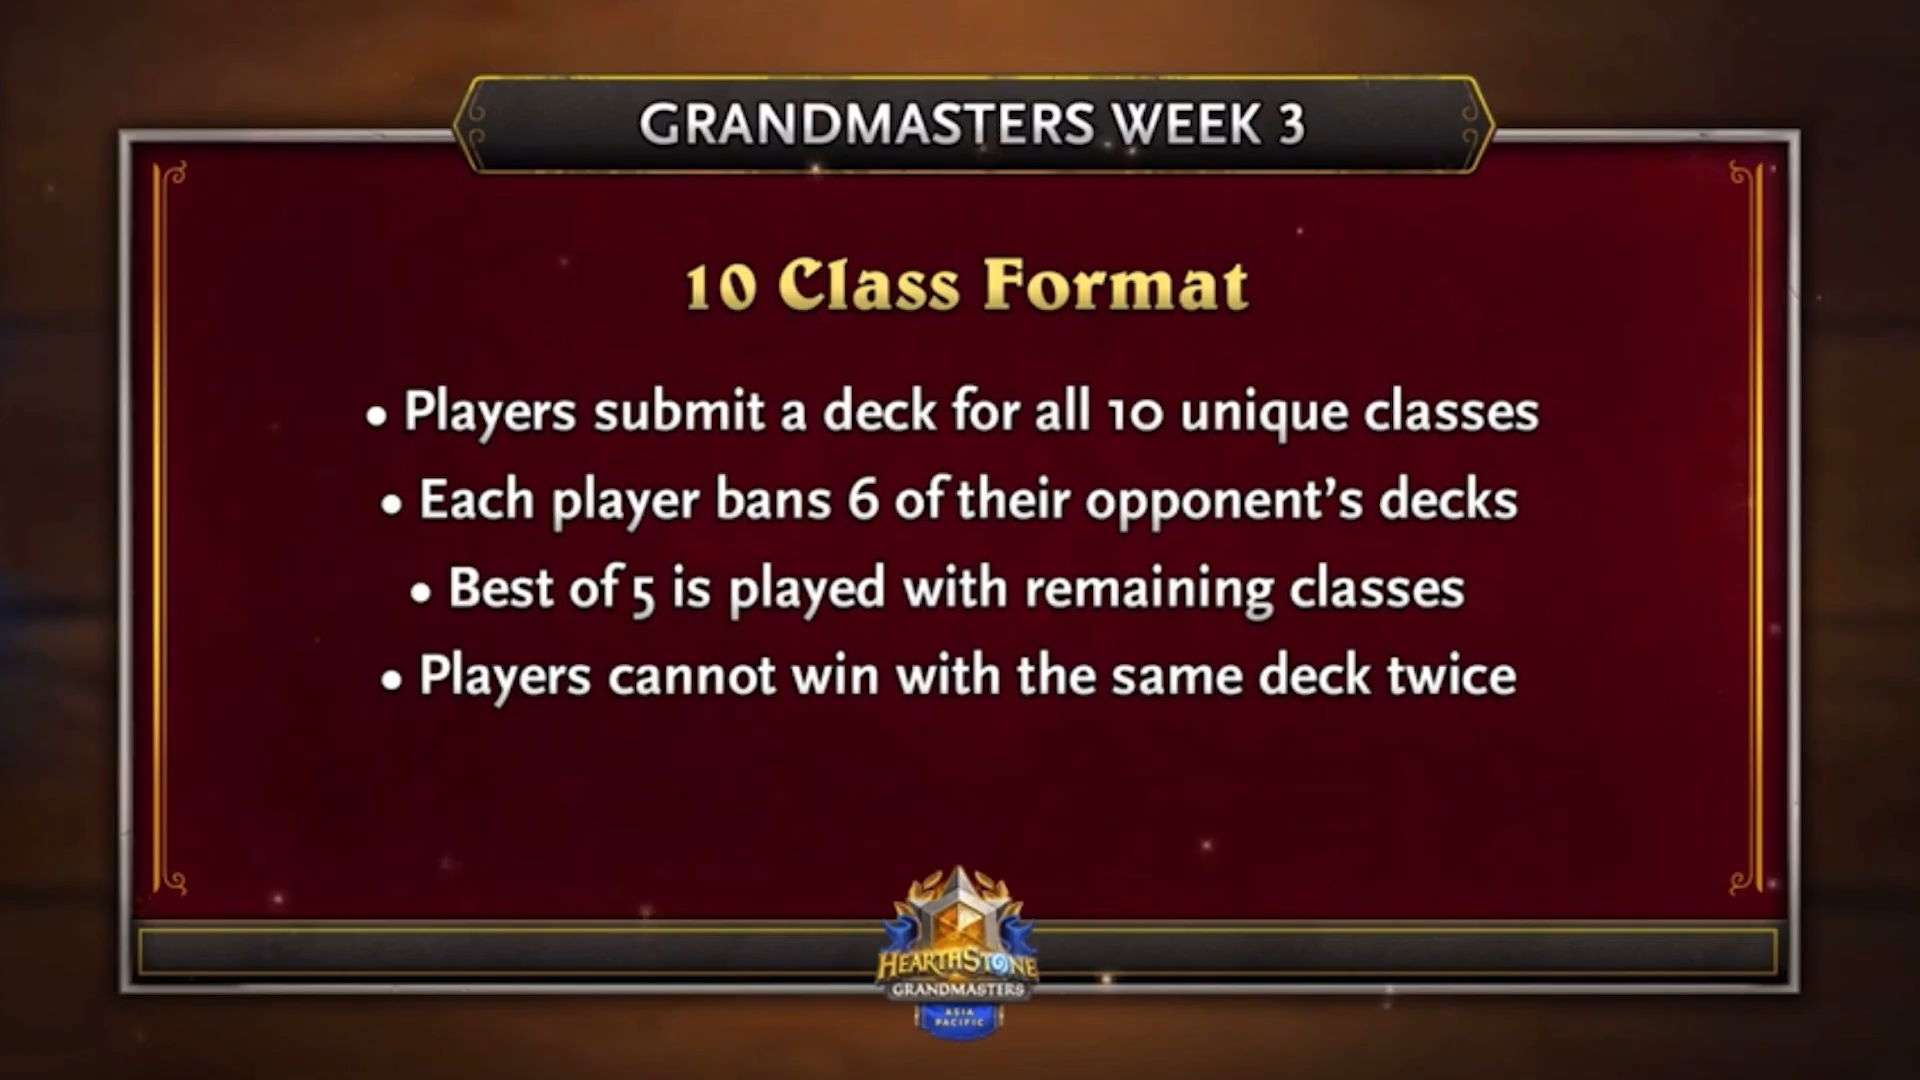 GRANDMASTERS WEEK 3
10 Class Format
• Players submit a deck for all 10 unique classes
• Each player bans 6 of their opponent’s decks
• Best of 5 is played with remaining classes
• Players cannot win with the same deck twice
HEARTHSTONE
GRANDMASTERS
ASIA
PACIFIC